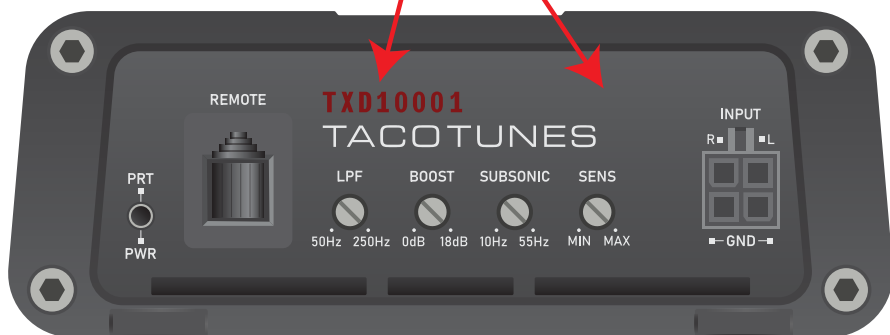 REMOTE
TXD10001
INPUT
TACOTUNES
R L
PRT
LPF BOOST SUBSONIC SENS
50Hz 250Hz 0dB 18dB 10Hz 55Hz MIN MAX
GND
PWR